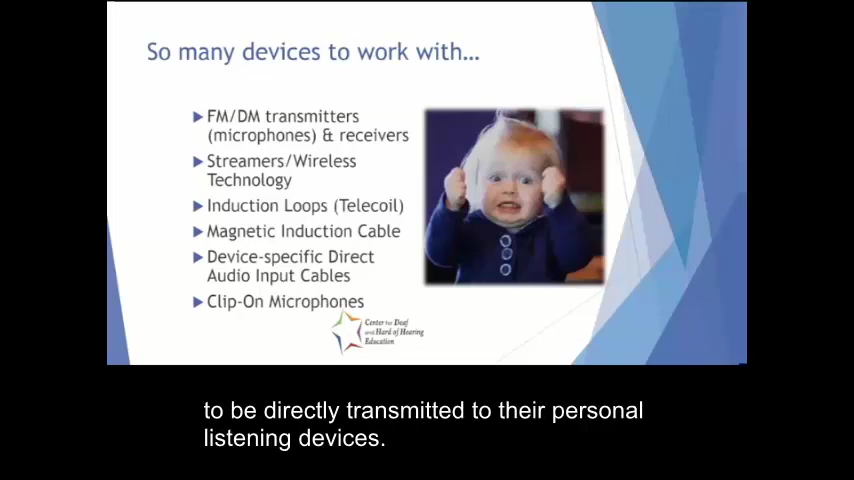 So many devices to work with...
FM/DM transmitters
(microphones) & receivers
Streamers/Wireless
Technology
Induction Loops (Telecoil)
Magnetic Induction Cable
Device-specific Direct
Audio Input Cables
Clip-On Microphones
Center for Deaf
and Hard of Hearing
Education
to be directly transmitted to their personal
listening devices.